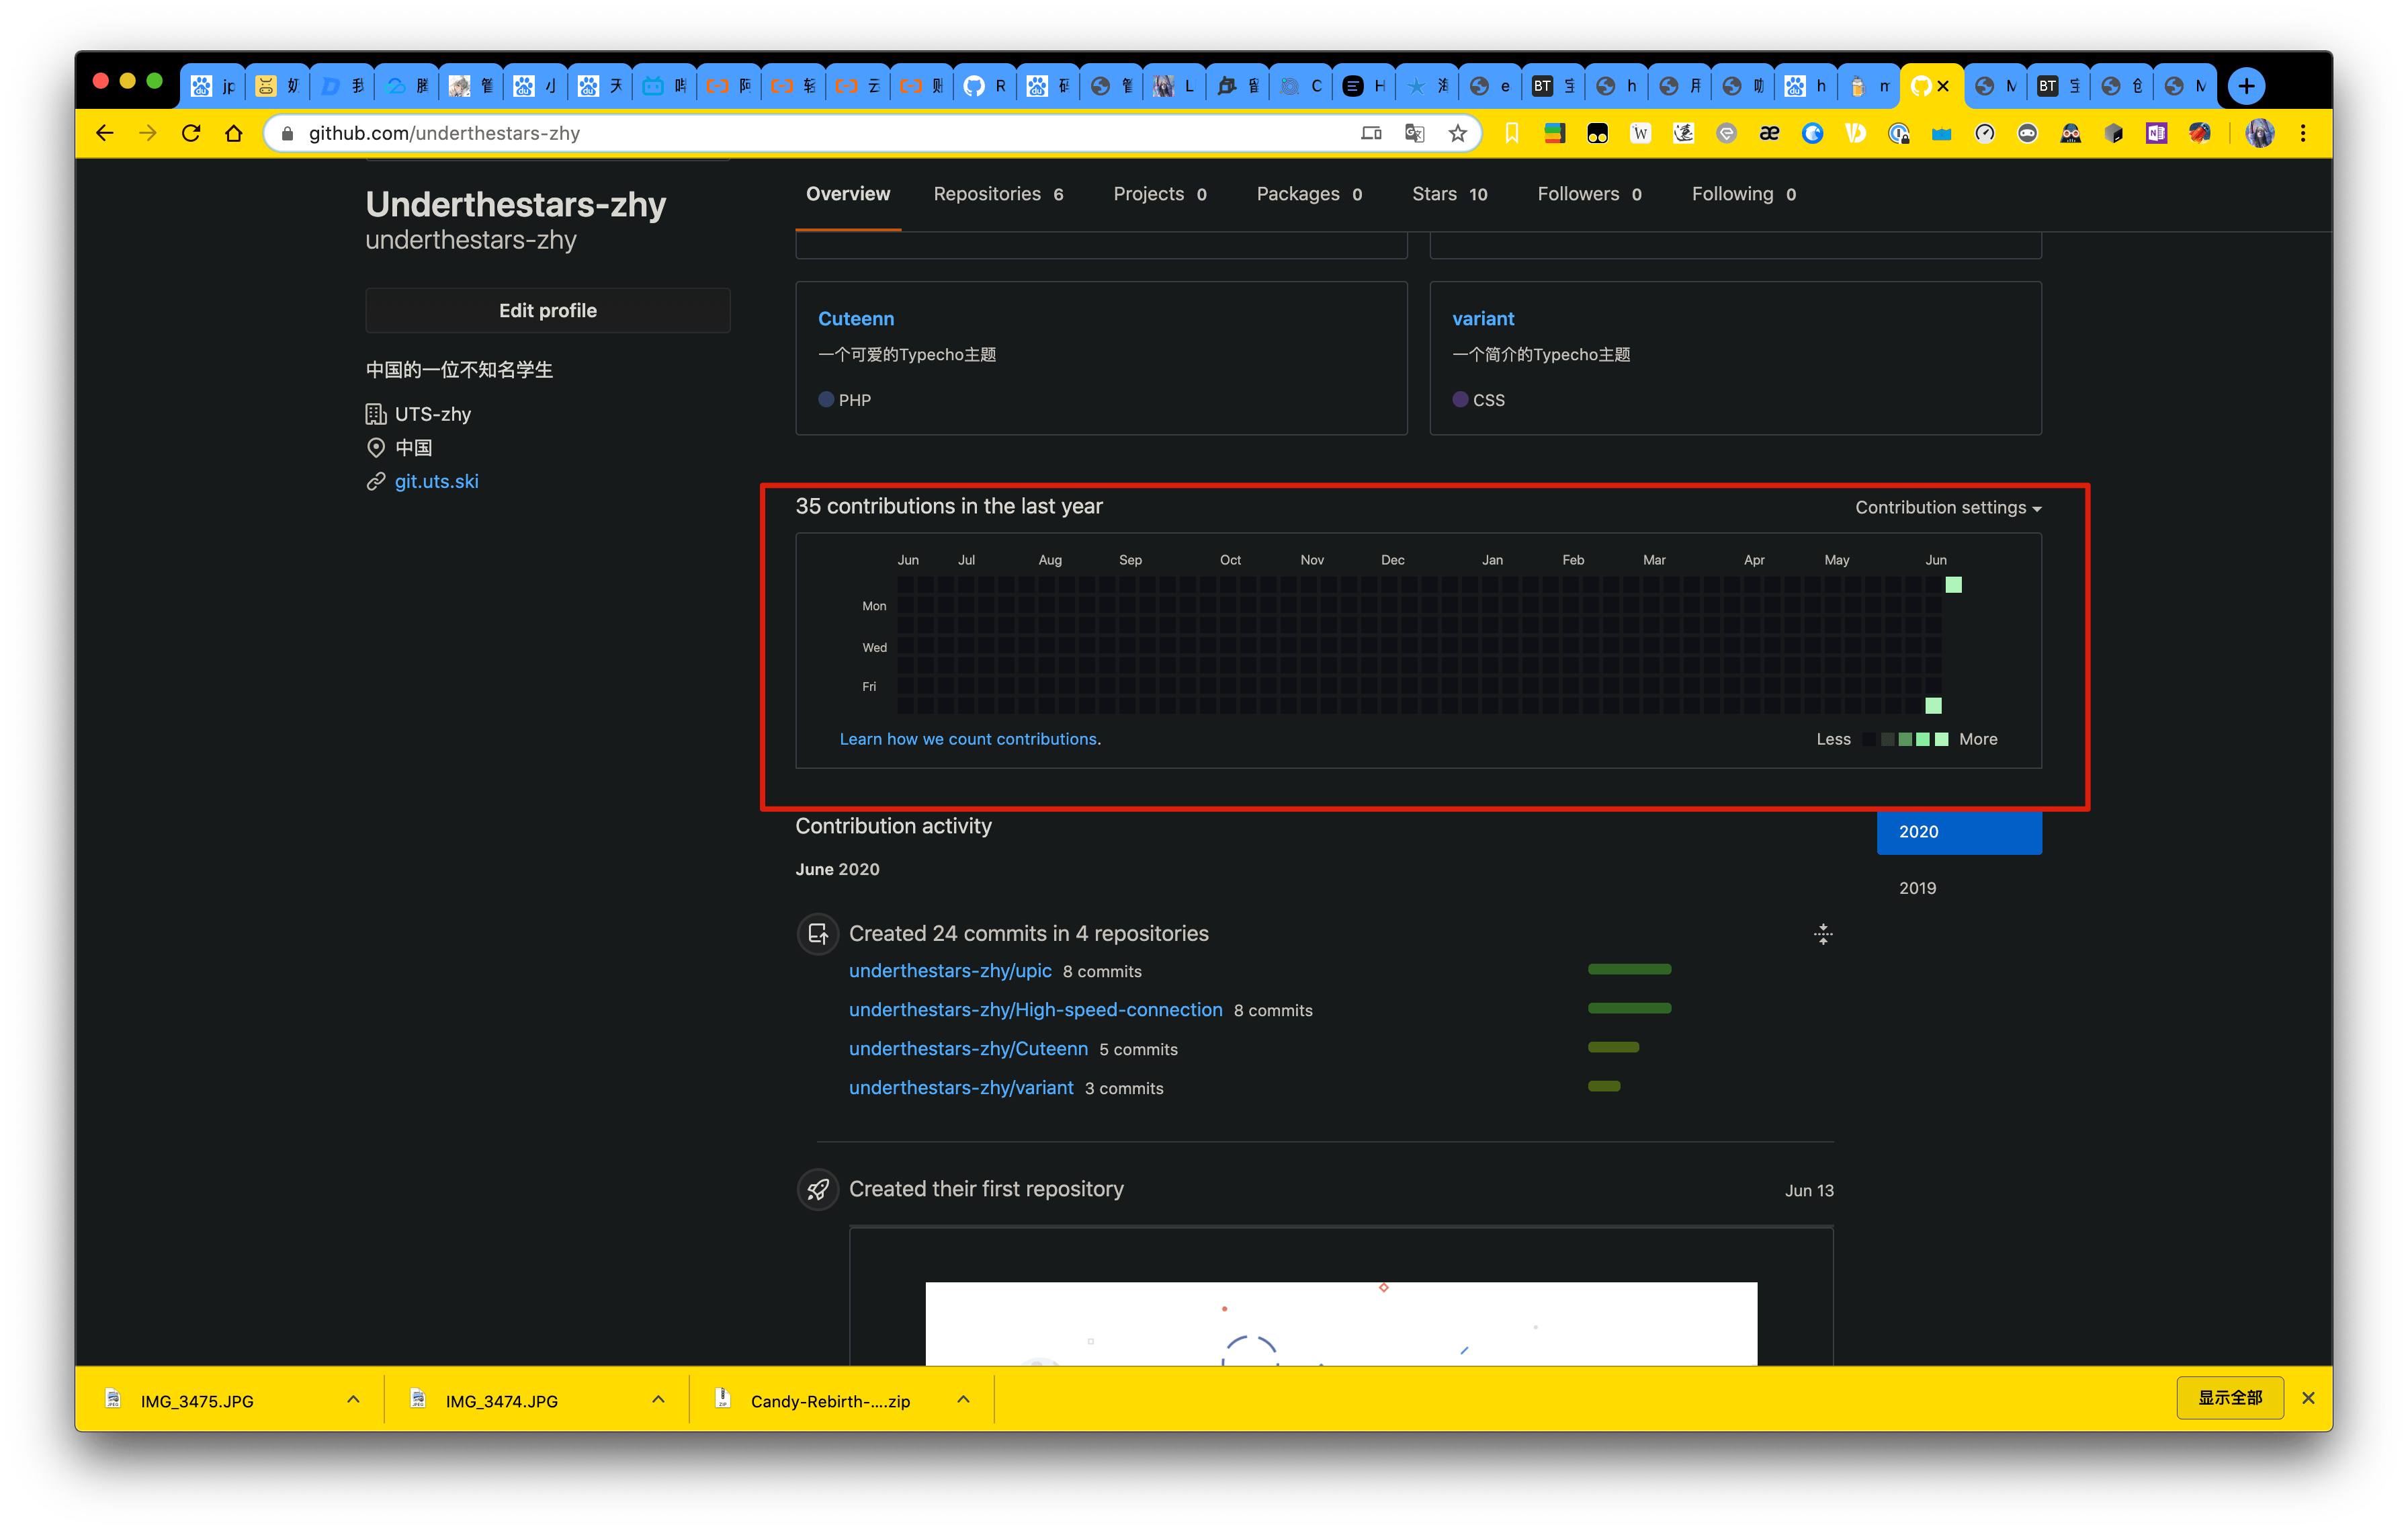 github.com/underthestars-zhy
Underthestars-zhy
underthestars-zhy
Edit profile
中国的一位不知名学生
UTS-zhy
中国
git.uts.ski
Overview Repositories 6 Projects 0 Packages 0 Stars 10 Followers 0 Following 0
Cuteenn
一个可爱的Typecho主题
PHP
variant
一个简介的Typecho主题
CSS
35 contributions in the last year
Contribution settings
Jun Jul Aug Sep Oct Nov Dec Jan Feb Mar Apr May Jun
Mon
Wed
Fri
Learn how we count contributions.
Less More
Contribution activity
2020
2019
June 2020
Created 24 commits in 4 repositories
underthestars-zhy/upic 8 commits
underthestars-zhy/High-speed-connection 8 commits
underthestars-zhy/Cuteenn 5 commits
underthestars-zhy/variant 3 commits
Created their first repository
Jun 13
IMG_3475.JPG
IMG_3474.JPG
Candy-Rebirth-....zip
显示全部